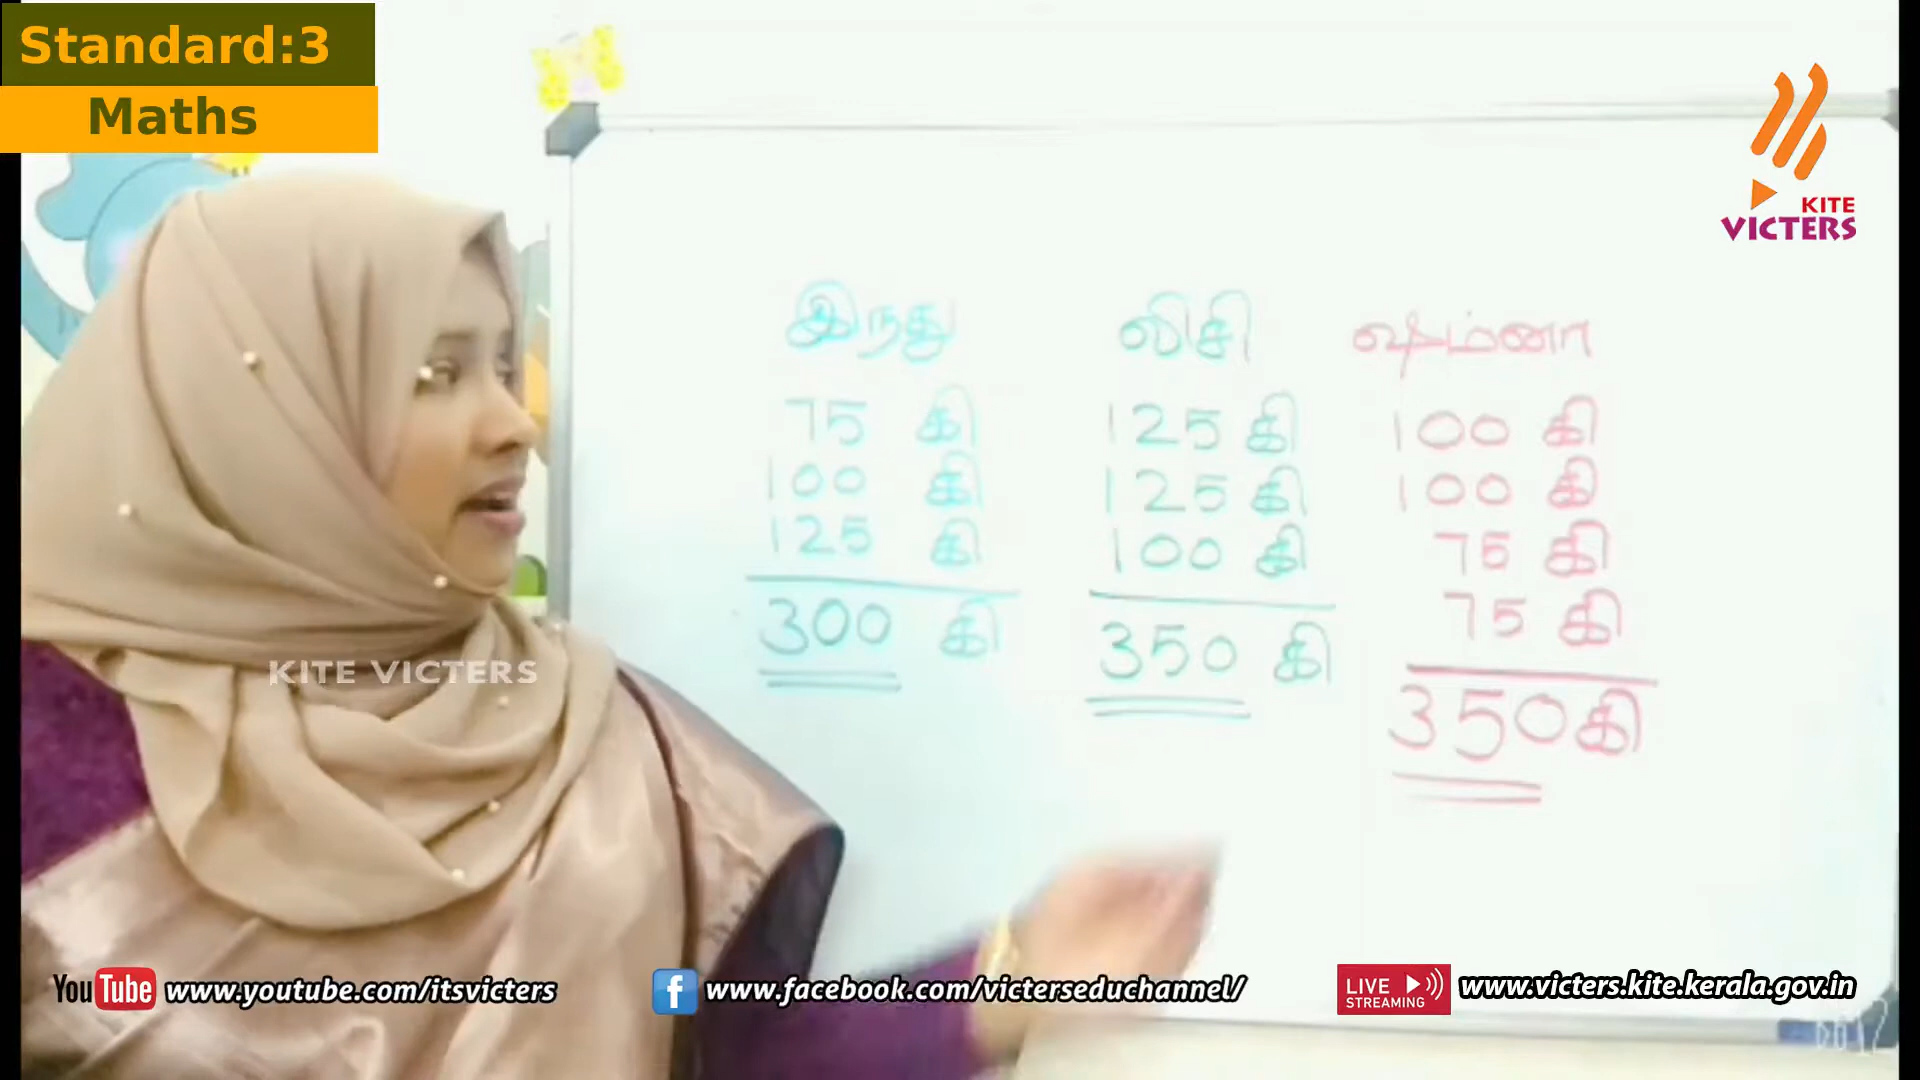 Standard:3
Maths
KITE
VICTERS
இந்து லிசி ஷம்னா
75 கி 125 கி 100 கி
100 கி 125 கி 100 கி
125 கி 100 கி 75 கி
75 கி
300 கி 350 கி 350 கி
KITE VICTERS
YouTube www.youtube.com/itsvicters
f www.facebook.com/victerseduchannel/
LIVE STREAMING www.victers.kite.kerala.gov.in